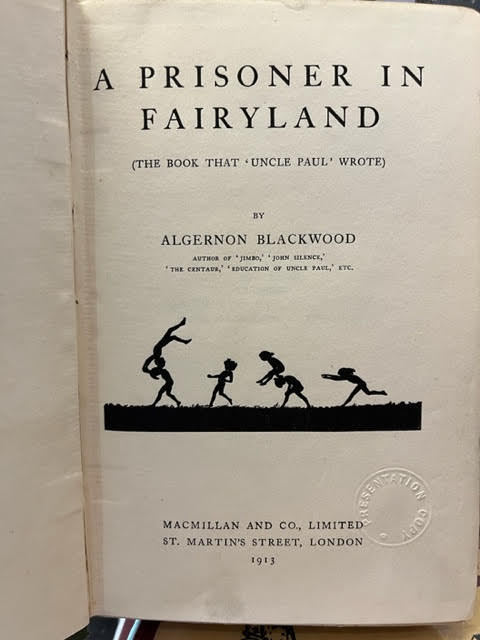 A PRISONER IN
FAIRYLAND
(THE BOOK THAT ‘UNCLE PAUL’ WROTE)
BY
ALGERNON BLACKWOOD
AUTHOR OF ‘JIMBO,’ ‘JOHN SILENCE,’
‘THE CENTAUR,’ ‘EDUCATION OF UNCLE PAUL,’ ETC.
MACMILLAN AND CO., LIMITED
ST. MARTIN'S STREET, LONDON
1913
PRESENTATION COPY